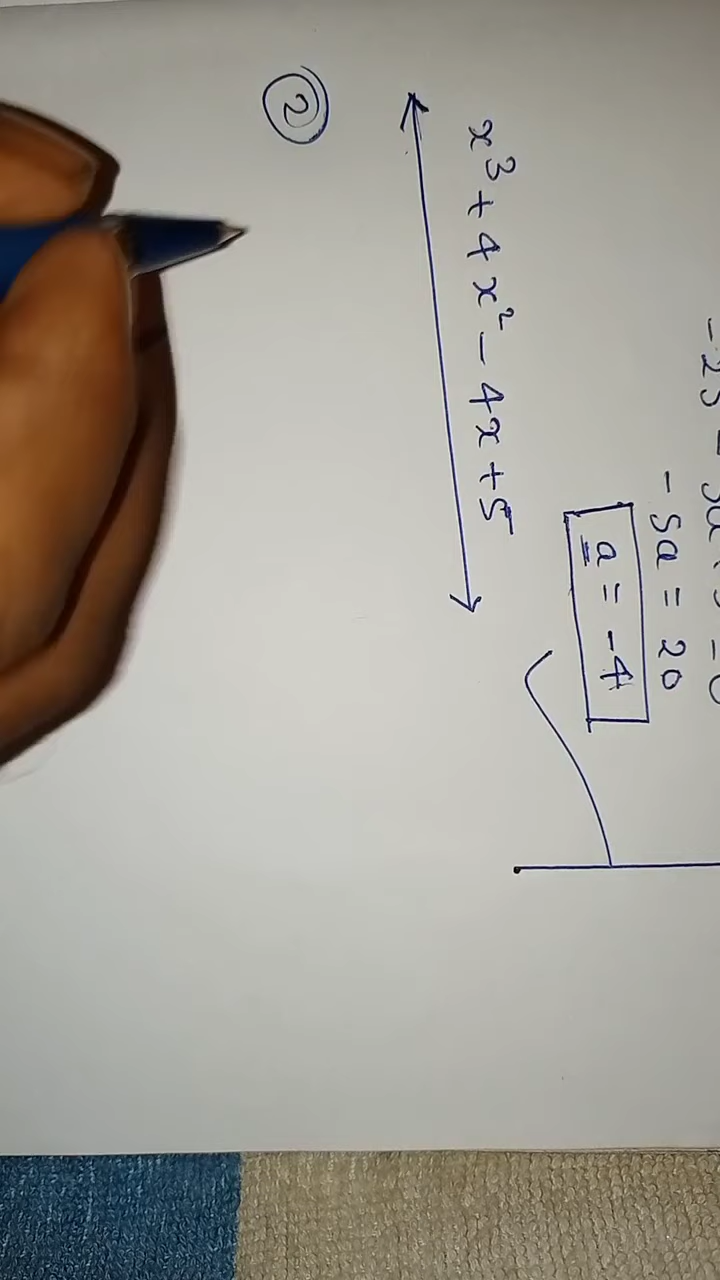 -5a = 20
a = -4
x³ + 4x² - 4x + 5
2